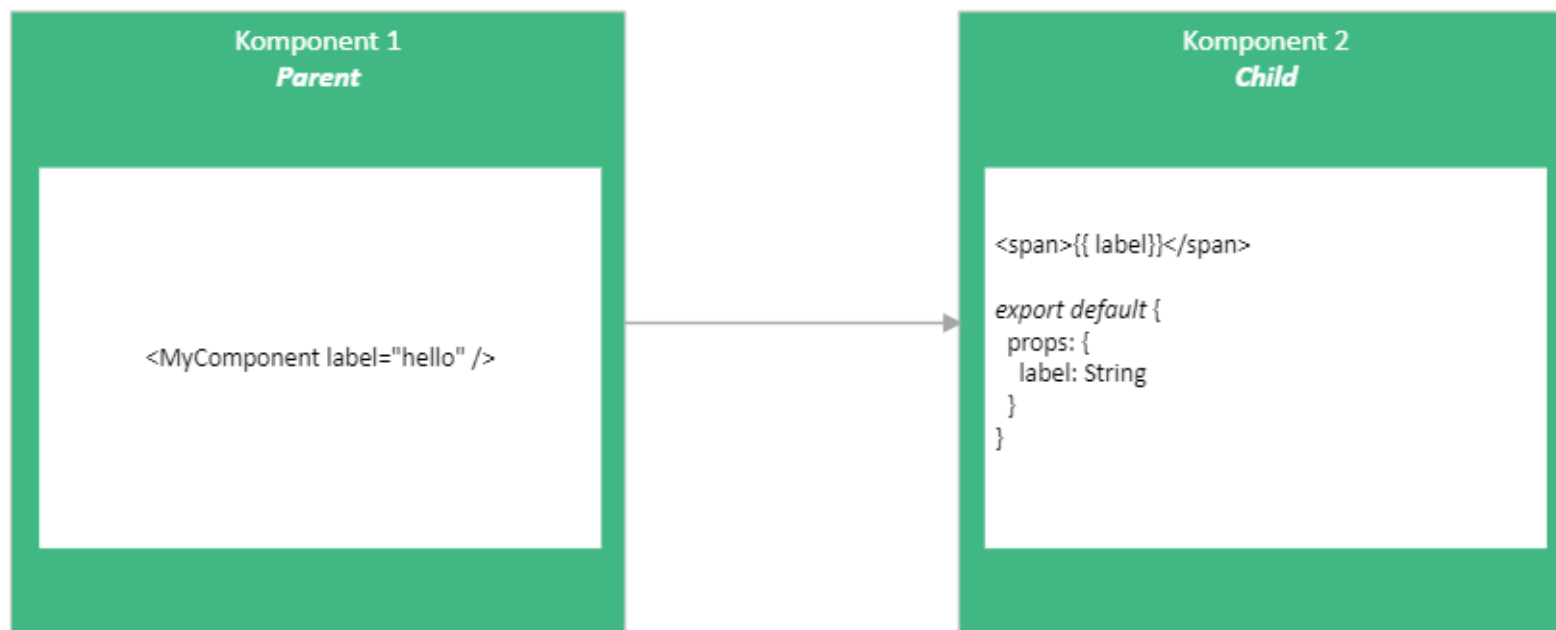 Komponent 1
Parent
<MyComponent label="hello" />
Komponent 2
Child
<span>{{ label}}</span>
export default {
props: {
label: String
}
}